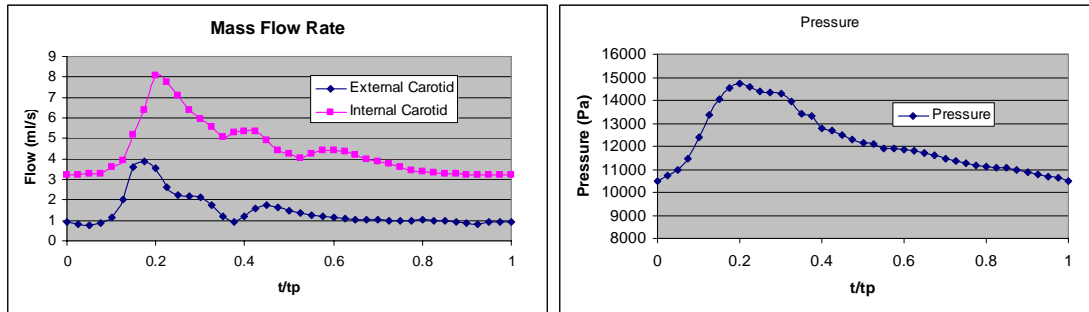 Mass Flow Rate
9
8
7
6
5
4
3
2
1
0
Flow (ml/s)
External Carotid
Internal Carotid
0 0.2 0.4 0.6 0.8 1
t/tp
Pressure
16000
15000
14000
13000
12000
11000
10000
9000
8000
Pressure (Pa)
Pressure
0 0.2 0.4 0.6 0.8 1
t/tp